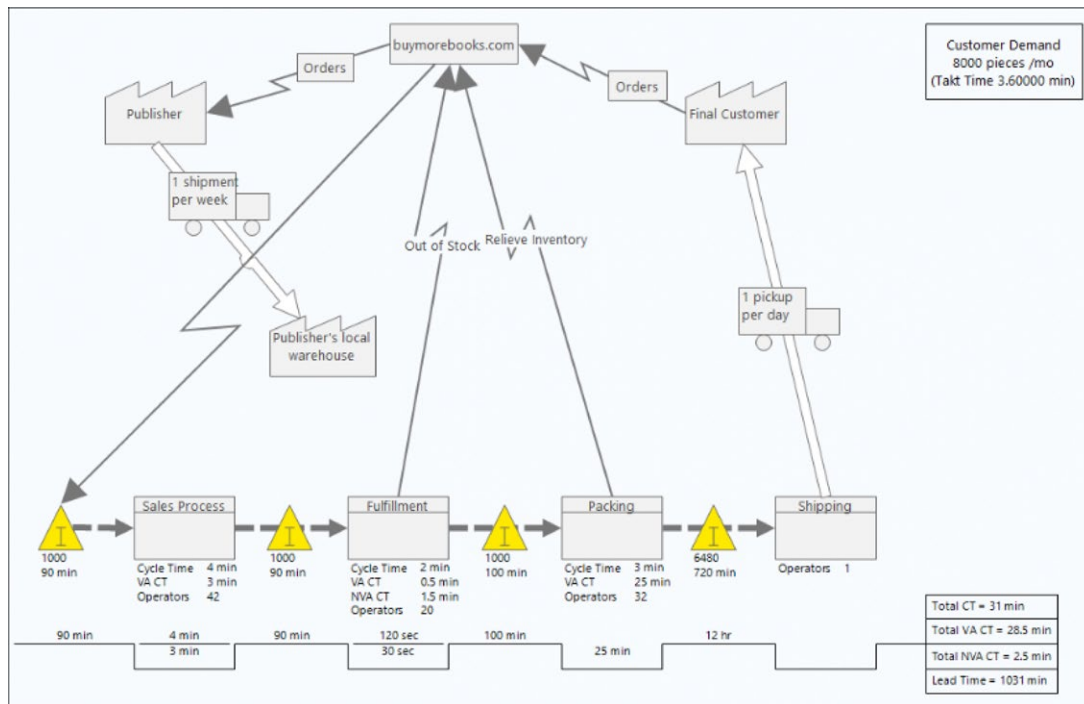 buymorebooks.com
Customer Demand
8000 pieces /mo
(Takt Time 3.60000 min)
Orders
Orders
Publisher
Final Customer
1 shipment
per week
Out of Stock
Relieve Inventory
1 pickup
per day
Publisher's local
warehouse
Sales Process
Fulfillment
Packing
Shipping
I
I
I
I
1000
90 min
Cycle Time 4 min
VA CT 3 min
Operators 42
1000
90 min
Cycle Time 2 min
VA CT 0.5 min
NVA CT 1.5 min
Operators 20
1000
100 min
Cycle Time 3 min
VA CT 25 min
Operators 32
6480
720 min
Operators 1
90 min
4 min
3 min
90 min
120 sec
30 sec
100 min
25 min
12 hr
Total CT = 31 min
Total VA CT = 28.5 min
Total NVA CT = 2.5 min
Lead Time = 1031 min